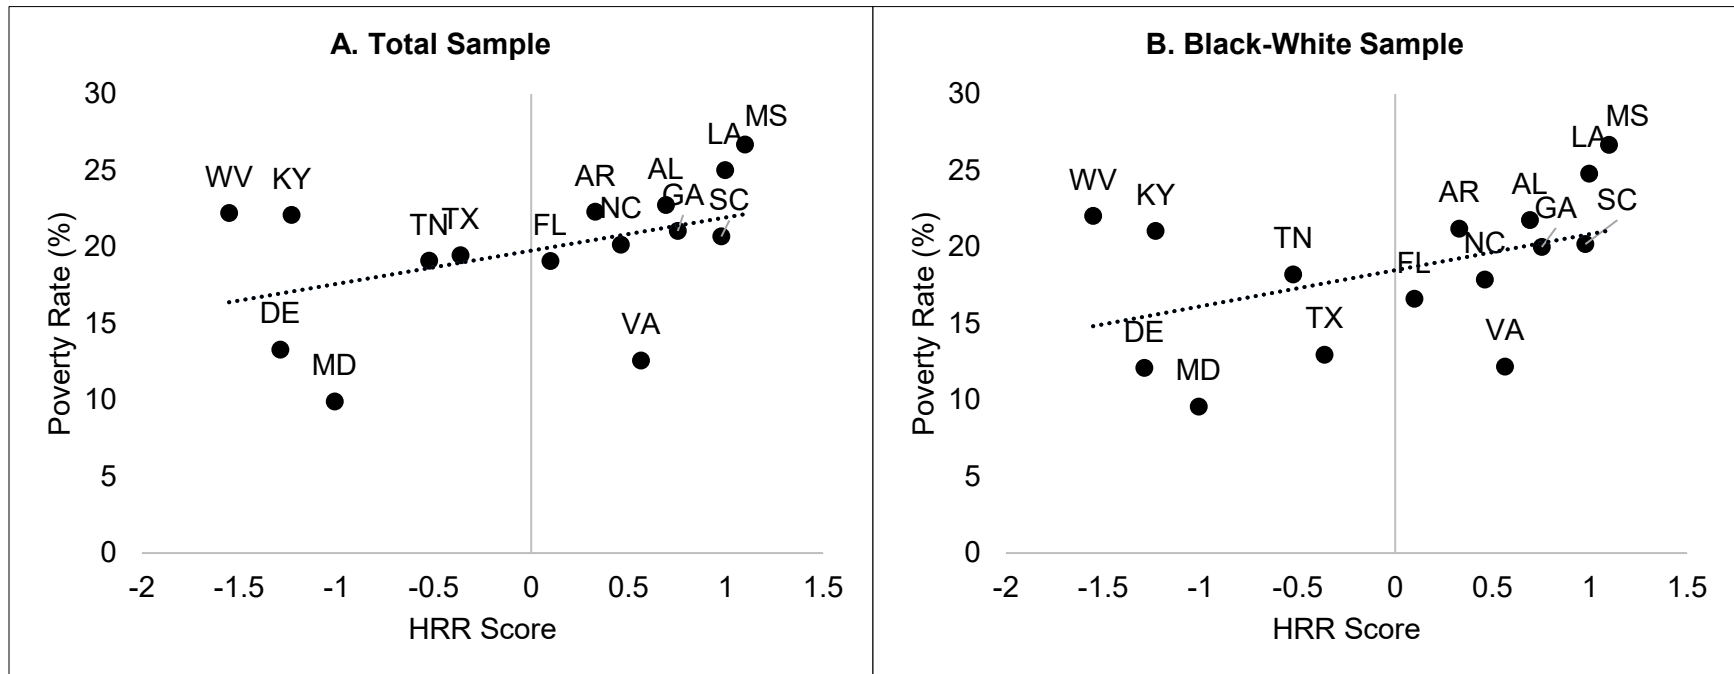 A. Total Sample
30
25
20
15
10
5
0
Poverty Rate (%)
WV
KY
DE
MD
TN
TX
FL
AR
NC
AL
GA
SC
LA
MS
VA
-2
-1.5
-1
-0.5
0
0.5
1
1.5
HRR Score
B. Black-White Sample
30
25
20
15
10
5
0
Poverty Rate (%)
WV
KY
DE
MD
TN
TX
FL
AR
NC
AL
GA
SC
LA
MS
VA
-2
-1.5
-1
-0.5
0
0.5
1
1.5
HRR Score